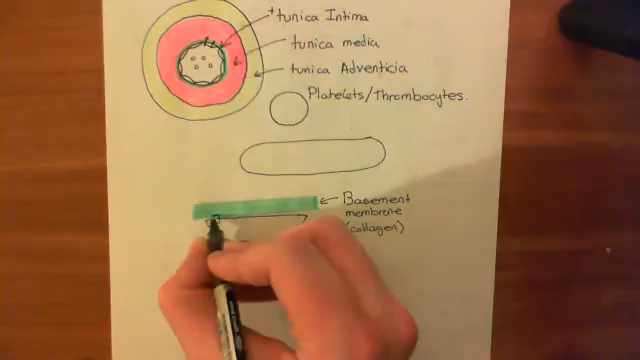 tunica Intima
tunica media
tunica Adventicia
Platelets/Thrombocytes.
Basement
membrane
(collagen)